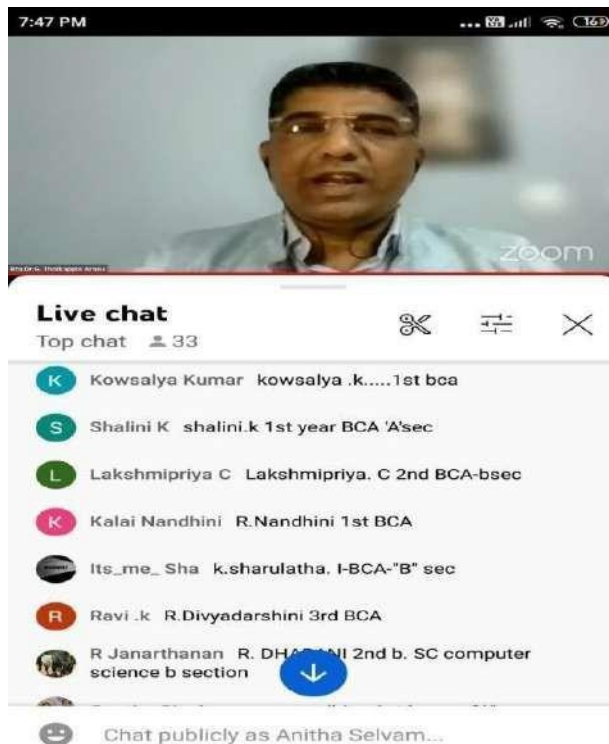 7:47 PM
16
zoom
Live chat
Top chat 33
K Kowsalya Kumar kowsalya .k.....1st bca
S Shalini K shalini.k 1st year BCA 'A'sec
L Lakshmipriya C Lakshmipriya. C 2nd BCA-bsec
K Kalai Nandhini R.Nandhini 1st BCA
Its_me_ Sha k.sharulatha. I-BCA-"B" sec
R Ravi .k R.Divyadarshini 3rd BCA
R Janarthanan R. 2nd b. SC computer
science b section
Chat publicly as Anitha Selvam...